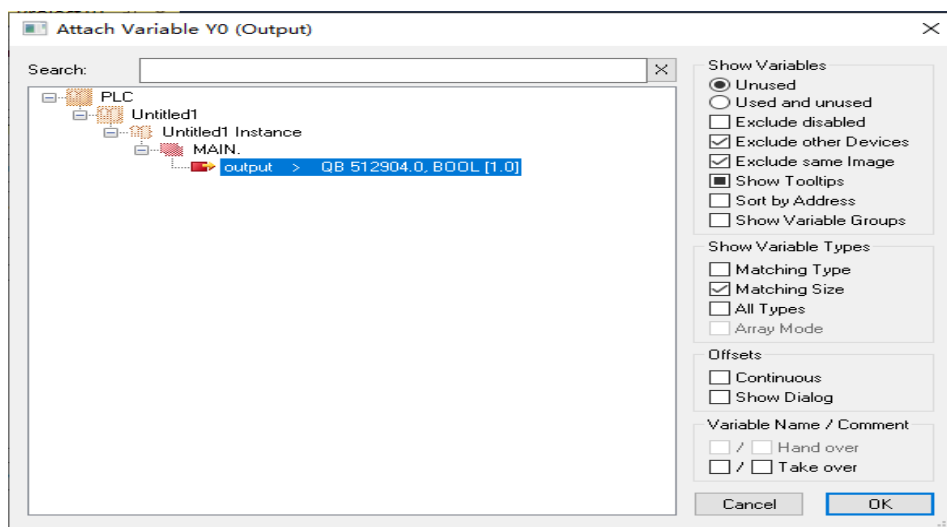 Attach Variable Y0 (Output)
Search:
PLC
Untitled1
Untitled1 Instance
MAIN.
output > QB 512904.0, BOOL [1.0]
Show Variables
Unused
Used and unused
Exclude disabled
Exclude other Devices
Exclude same Image
Show Tooltips
Sort by Address
Show Variable Groups
Show Variable Types
Matching Type
Matching Size
All Types
Array Mode
Offsets
Continuous
Show Dialog
Variable Name / Comment
/ Hand over
/ Take over
Cancel
OK